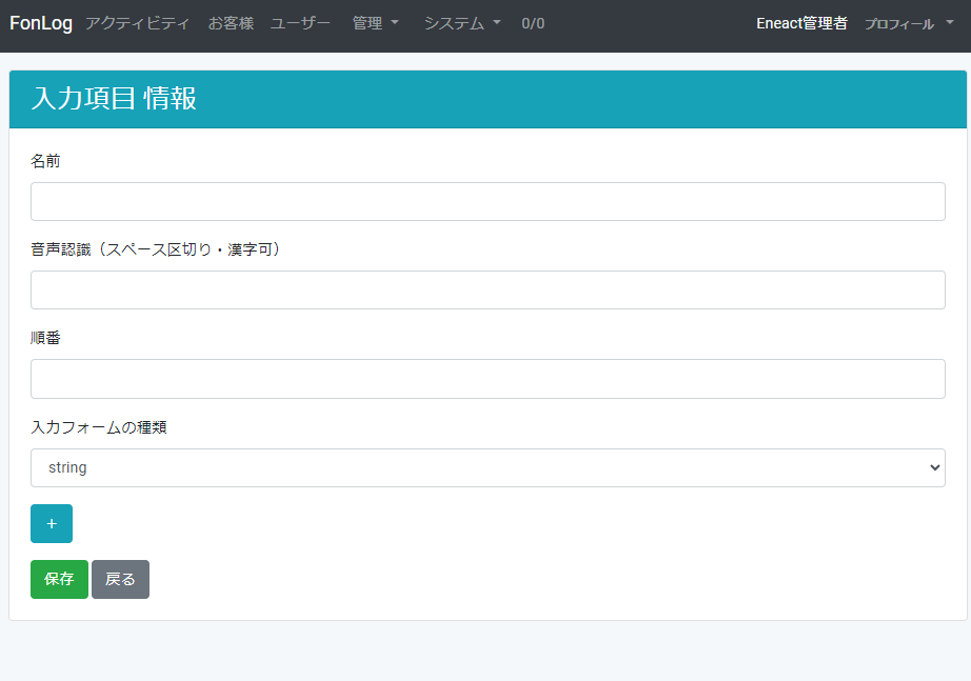 FonLog アクティビティ お客様 ユーザー 管理 システム 0/0 Eneact管理者 プロフィール
入力項目 情報
名前
音声認識（スペース区切り・漢字可）
順番
入力フォームの種類
string
+
保存 戻る